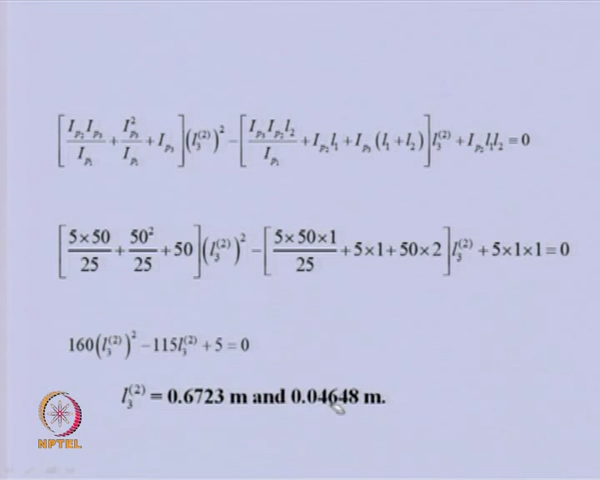 [I_{p_2}I_{p_3}/I_{p_1} + I_{p_3}^2/I_{p_1} + I_{p_3}](l_3^{(2)})^2 − [I_{p_3}I_{p_2}l_2/I_{p_1} + I_{p_2}l_1 + I_{p_3}(l_1 + l_2)]l_3^{(2)} + I_{p_2}l_1l_2 = 0
[5×50/25 + 50^2/25 + 50](l_3^{(2)})^2 − [5×50×1/25 + 5×1 + 50×2]l_3^{(2)} + 5×1×1 = 0
160(l_3^{(2)})^2 − 115l_3^{(2)} + 5 = 0
l_3^{(2)} = 0.6723 m and 0.04648 m.
NPTEL